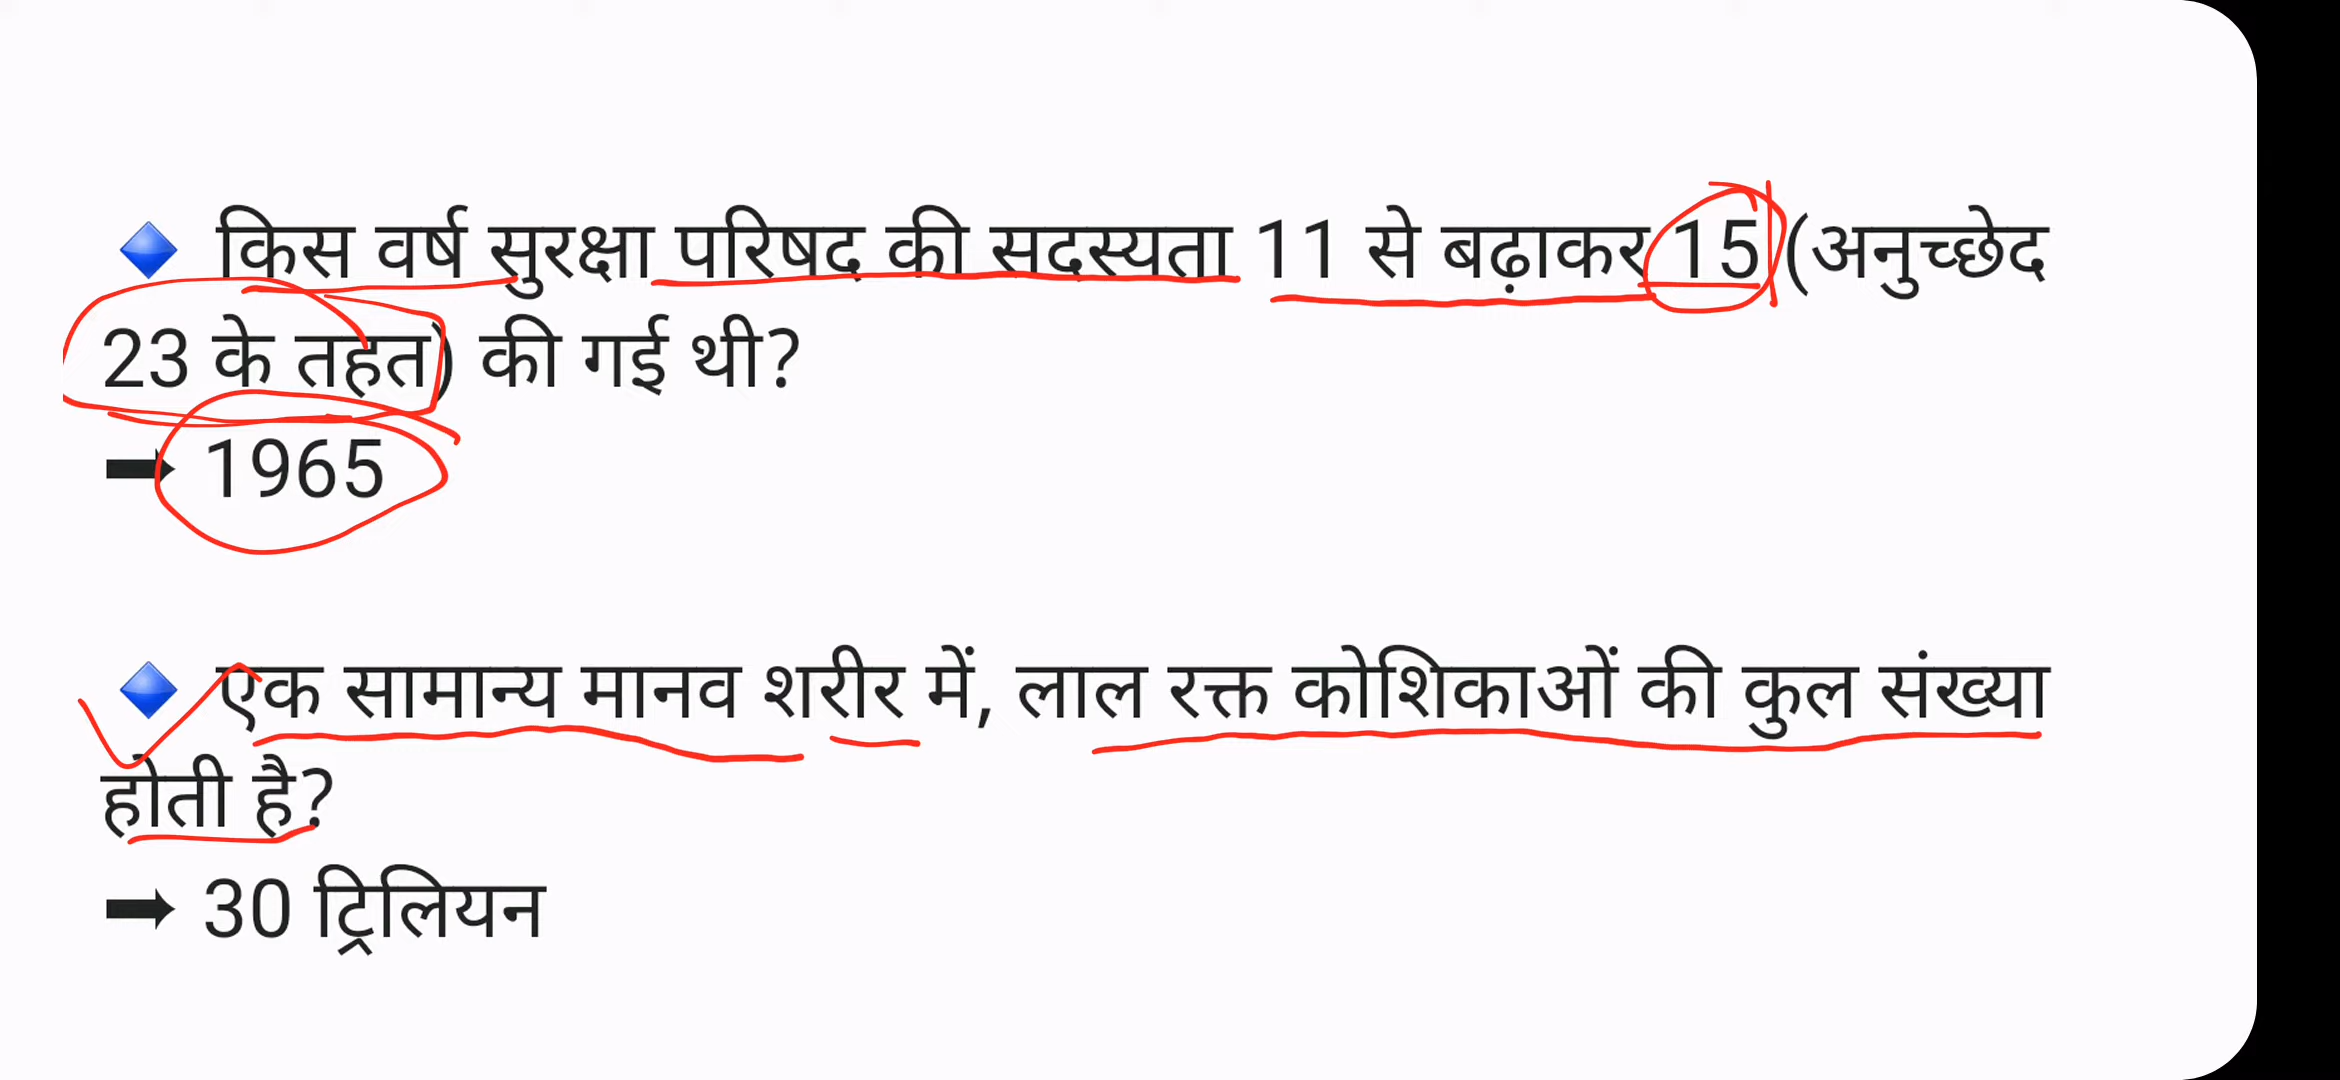 🔷 किस वर्ष सुरक्षा परिषद की सदस्यता 11 से बढ़ाकर 15 (अनुच्छेद
23 के तहत) की गई थी?
➡ 1965
🔷 एक सामान्य मानव शरीर में, लाल रक्त कोशिकाओं की कुल संख्या
होती है?
➡ 30 ट्रिलियन